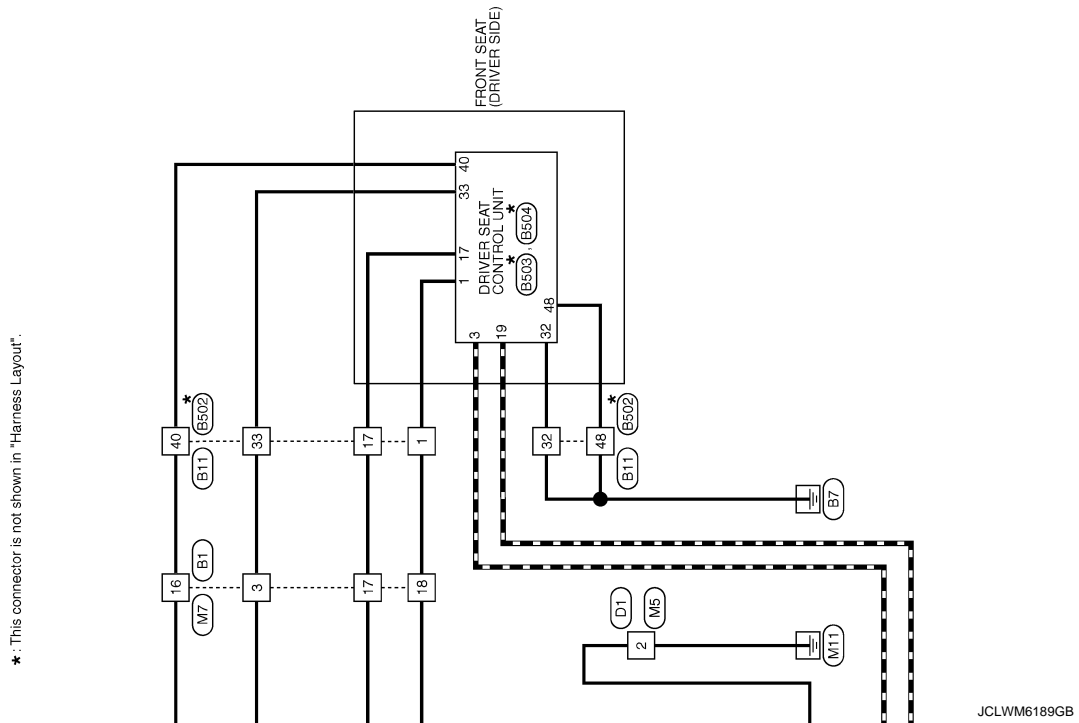 FRONT SEAT
(DRIVER SIDE)
40
33
17
1
DRIVER SEAT
CONTROL UNIT
* *
B503 , B504
48
3
19
32
* B502
40
33
17
1
B11
32
48
* B502
B11
B7
B1
16
3
17
18
M7
D1
M5
2
M11
* : This connector is not shown in "Harness Layout".
JCLWM6189GB